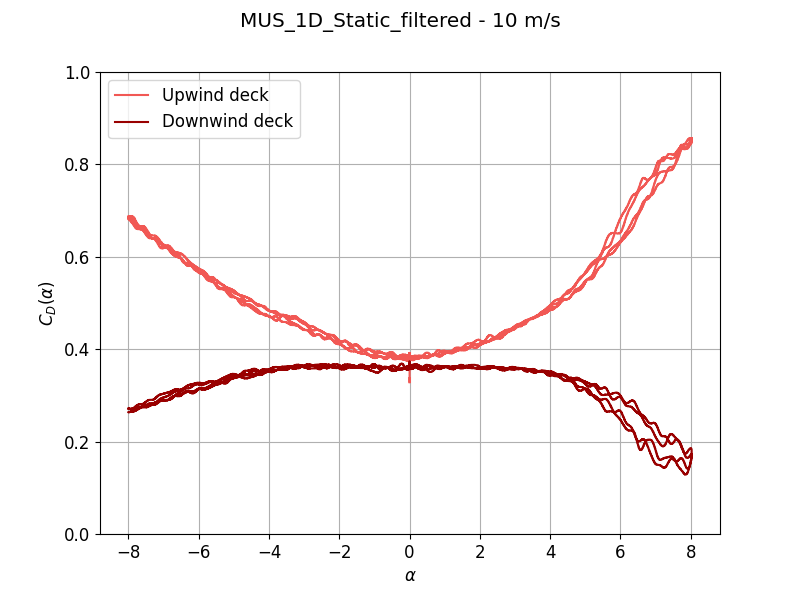 MUS_1D_Static_filtered - 10 m/s
Upwind deck
Downwind deck
1.0
0.8
0.6
0.4
0.2
0.0
C_D(α)
−8 −6 −4 −2 0 2 4 6 8
α